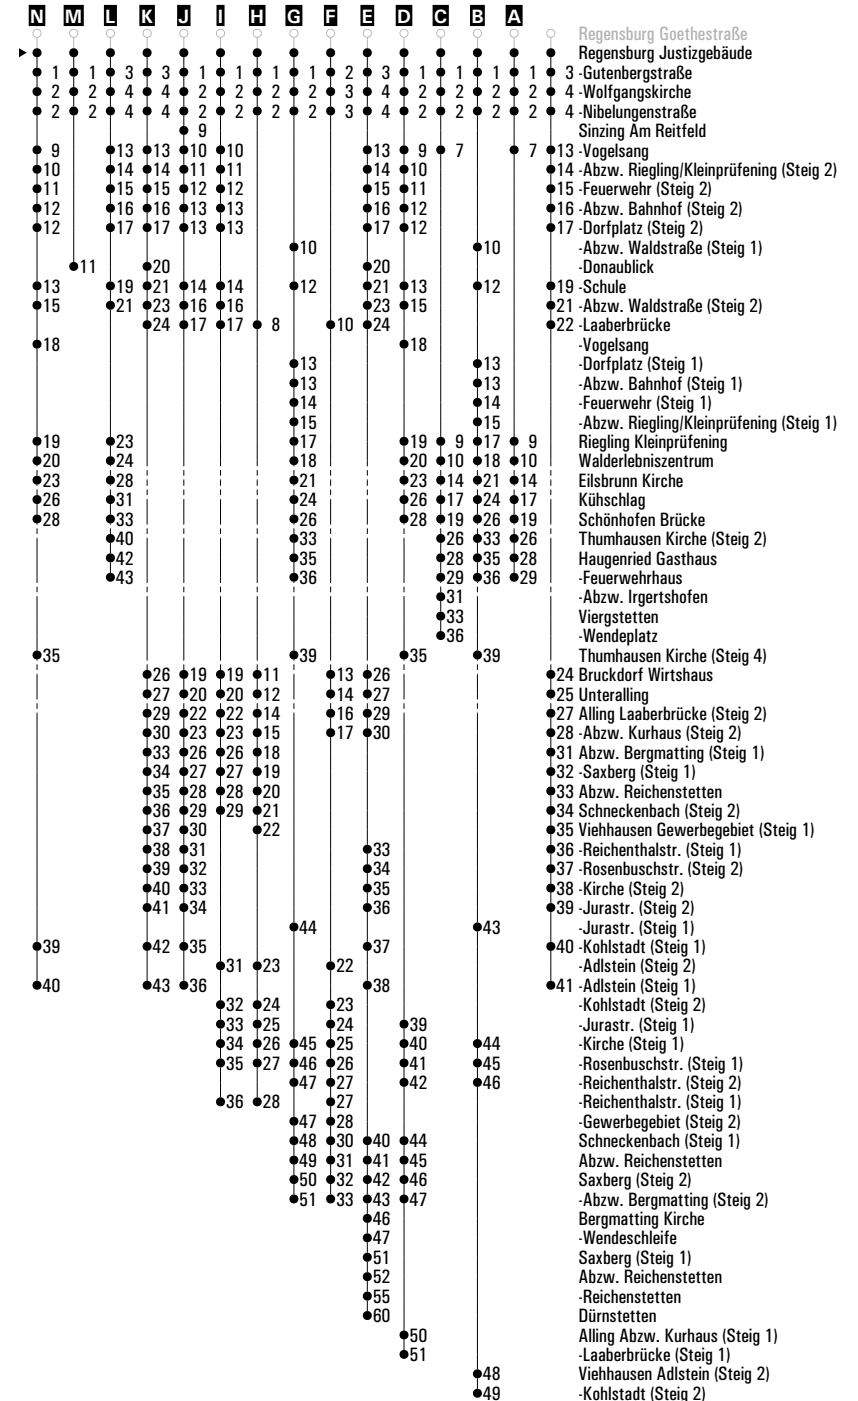 N M L K J I H G F E D C B A
Regensburg Goethestraße
Regensburg Justizgebäude
1 1 3 3 1 1 1 1 2 3 1 1 1 1 3 -Gutenbergstraße
2 2 4 4 2 2 2 2 3 4 2 2 2 2 4 -Wolfgangskirche
2 2 4 4 2 2 2 2 3 4 2 2 2 2 4 -Nibelungenstraße
9 Sinzing Am Reitfeld
9 13 13 10 10 13 9 7 7 13 -Vogelsang
10 14 14 11 11 14 10 14 -Abzw. Riegling/Kleinprüfening (Steig 2)
11 15 15 12 12 15 11 15 -Feuerwehr (Steig 2)
12 16 16 13 13 16 12 16 -Abzw. Bahnhof (Steig 2)
12 17 17 13 13 17 12 17 -Dorfplatz (Steig 2)
10 10 -Abzw. Waldstraße (Steig 1)
11 20 20 -Donaublick
13 19 21 14 14 12 21 13 12 19 -Schule
15 21 23 16 16 23 15 21 -Abzw. Waldstraße (Steig 2)
24 17 17 8 10 24 22 -Laaberbrücke
18 18 -Vogelsang
13 13 -Dorfplatz (Steig 1)
13 13 -Abzw. Bahnhof (Steig 1)
14 14 -Feuerwehr (Steig 1)
15 15 -Abzw. Riegling/Kleinprüfening (Steig 1)
19 23 17 19 9 17 9 Riegling Kleinprüfening
20 24 18 20 10 18 10 Walderlebniszentrum
23 28 21 23 14 21 14 Eilsbrunn Kirche
26 31 24 26 17 24 17 Kühschlag
28 33 26 28 19 26 19 Schönhofen Brücke
40 33 26 33 26 Thumhausen Kirche (Steig 2)
42 35 28 35 28 Haugenried Gasthaus
43 36 29 36 29 -Feuerwehrhaus
31 -Abzw. Irgertshofen
33 Viergstetten
36 -Wendeplatz
35 39 35 39 Thumhausen Kirche (Steig 4)
26 19 19 11 13 26 24 Bruckdorf Wirtshaus
27 20 20 12 14 27 25 Unteralling
29 22 22 14 16 29 27 Alling Laaberbrücke (Steig 2)
30 23 23 15 17 30 28 -Abzw. Kurhaus (Steig 2)
33 26 26 18 31 Abzw. Bergmatting (Steig 1)
34 27 27 19 32 -Saxberg (Steig 1)
35 28 28 20 33 Abzw. Reichenstetten
36 29 29 21 34 Schneckenbach (Steig 2)
37 30 22 35 Viehhausen Gewerbegebiet (Steig 1)
38 31 33 36 -Reichenthalstr. (Steig 1)
39 32 34 37 -Rosenbuschstr. (Steig 2)
40 33 35 38 -Kirche (Steig 2)
41 34 36 39 -Jurastr. (Steig 2)
44 43 -Jurastr. (Steig 1)
39 42 35 37 40 -Kohlstadt (Steig 1)
31 23 22 -Adlstein (Steig 2)
40 43 36 38 41 -Adlstein (Steig 1)
32 24 23 -Kohlstadt (Steig 2)
33 25 24 39 -Jurastr. (Steig 1)
34 26 45 25 40 44 -Kirche (Steig 1)
35 27 46 26 41 45 -Rosenbuschstr. (Steig 1)
47 27 42 46 -Reichenthalstr. (Steig 2)
36 28 27 -Reichenthalstr. (Steig 1)
47 28 -Gewerbegebiet (Steig 2)
48 30 40 44 Schneckenbach (Steig 1)
49 31 41 45 Abzw. Reichenstetten
50 32 42 46 Saxberg (Steig 2)
51 33 43 47 -Abzw. Bergmatting (Steig 2)
46 Bergmatting Kirche
47 -Wendeschleife
51 Saxberg (Steig 1)
52 Abzw. Reichenstetten
55 -Reichenstetten
60 Dürnstetten
50 Alling Abzw. Kurhaus (Steig 1)
51 -Laaberbrücke (Steig 1)
48 Viehhausen Adlstein (Steig 2)
49 -Kohlstadt (Steig 2)